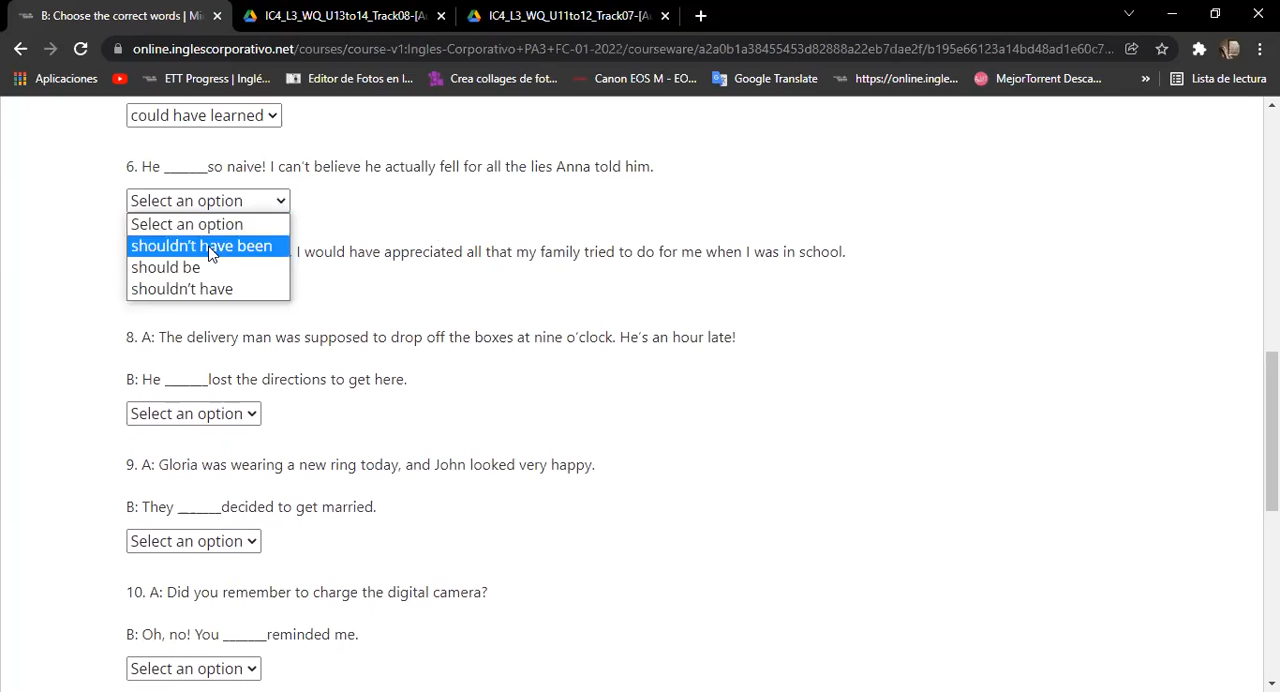 B: Choose the correct words | Mi
IC4_L3_WQ_U13to14_Track08-[A
IC4_L3_WQ_U11to12_Track07-[A
online.inglescorporativo.net/courses/course-v1:Ingles-Corporativo+PA3+FC-01-2022/courseware/a2a0b1a38455453d82888a22eb7dae2f/b195e66123a14bd48ad1e60c7...
Aplicaciones
ETT Progress | Inglé...
Editor de Fotos en l...
Crea collages de fot...
Canon EOS M - EO...
Google Translate
https://online.ingle...
MejorTorrent Desca...
»
Lista de lectura
could have learned
6. He ______so naive! I can't believe he actually fell for all the lies Anna told him.
Select an option
Select an option
shouldn't have been
should be
shouldn't have
. I would have appreciated all that my family tried to do for me when I was in school.
8. A: The delivery man was supposed to drop off the boxes at nine o'clock. He's an hour late!
B: He ______lost the directions to get here.
Select an option
9. A: Gloria was wearing a new ring today, and John looked very happy.
B: They ______decided to get married.
Select an option
10. A: Did you remember to charge the digital camera?
B: Oh, no! You ______reminded me.
Select an option